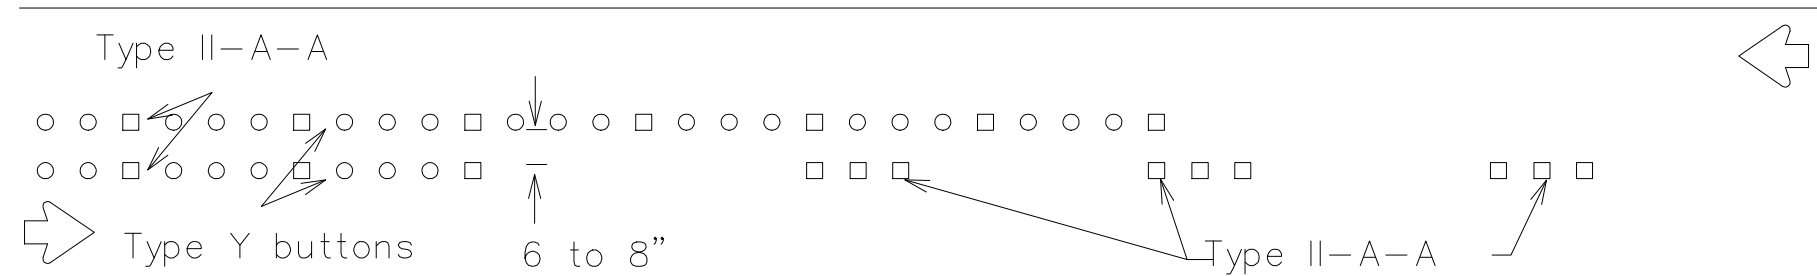 Type II-A-A
Type Y buttons
6 to 8"
Type II-A-A